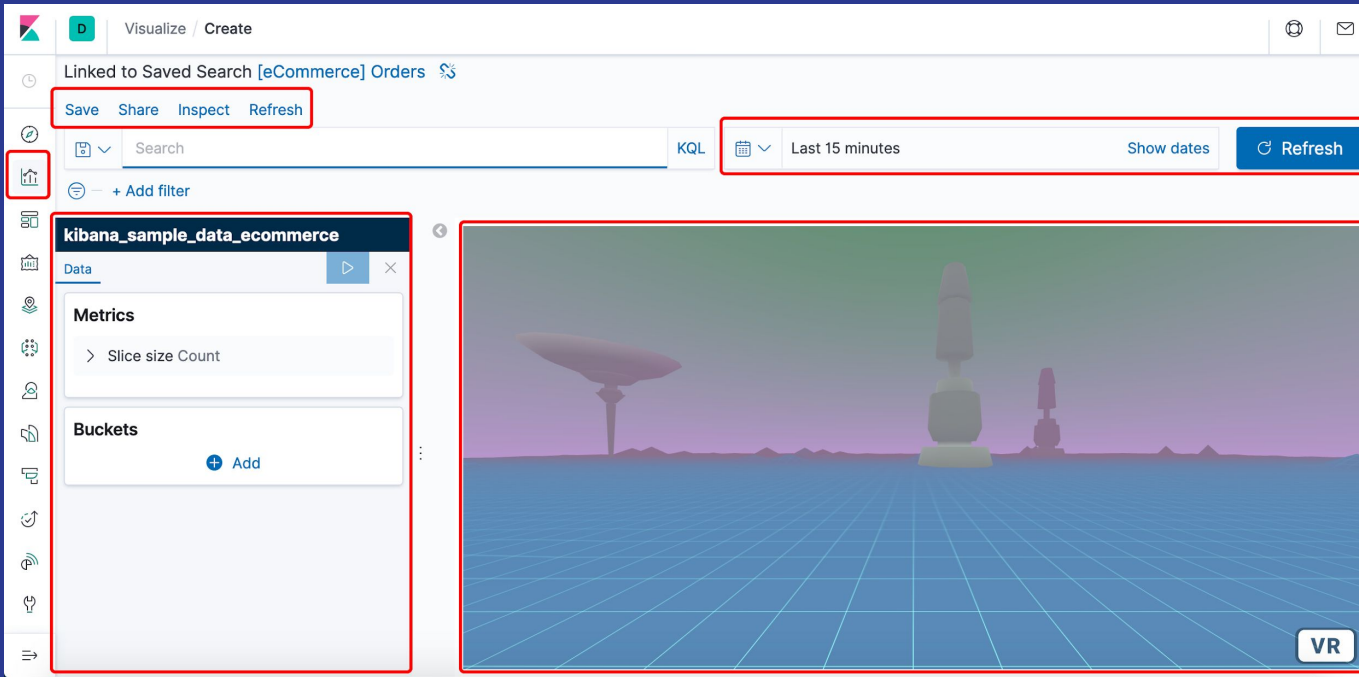 D Visualize / Create
Linked to Saved Search [eCommerce] Orders
Save Share Inspect Refresh
Search KQL Last 15 minutes Show dates Refresh
+ Add filter
kibana_sample_data_ecommerce
Data
Metrics
Slice size Count
Buckets
Add
VR